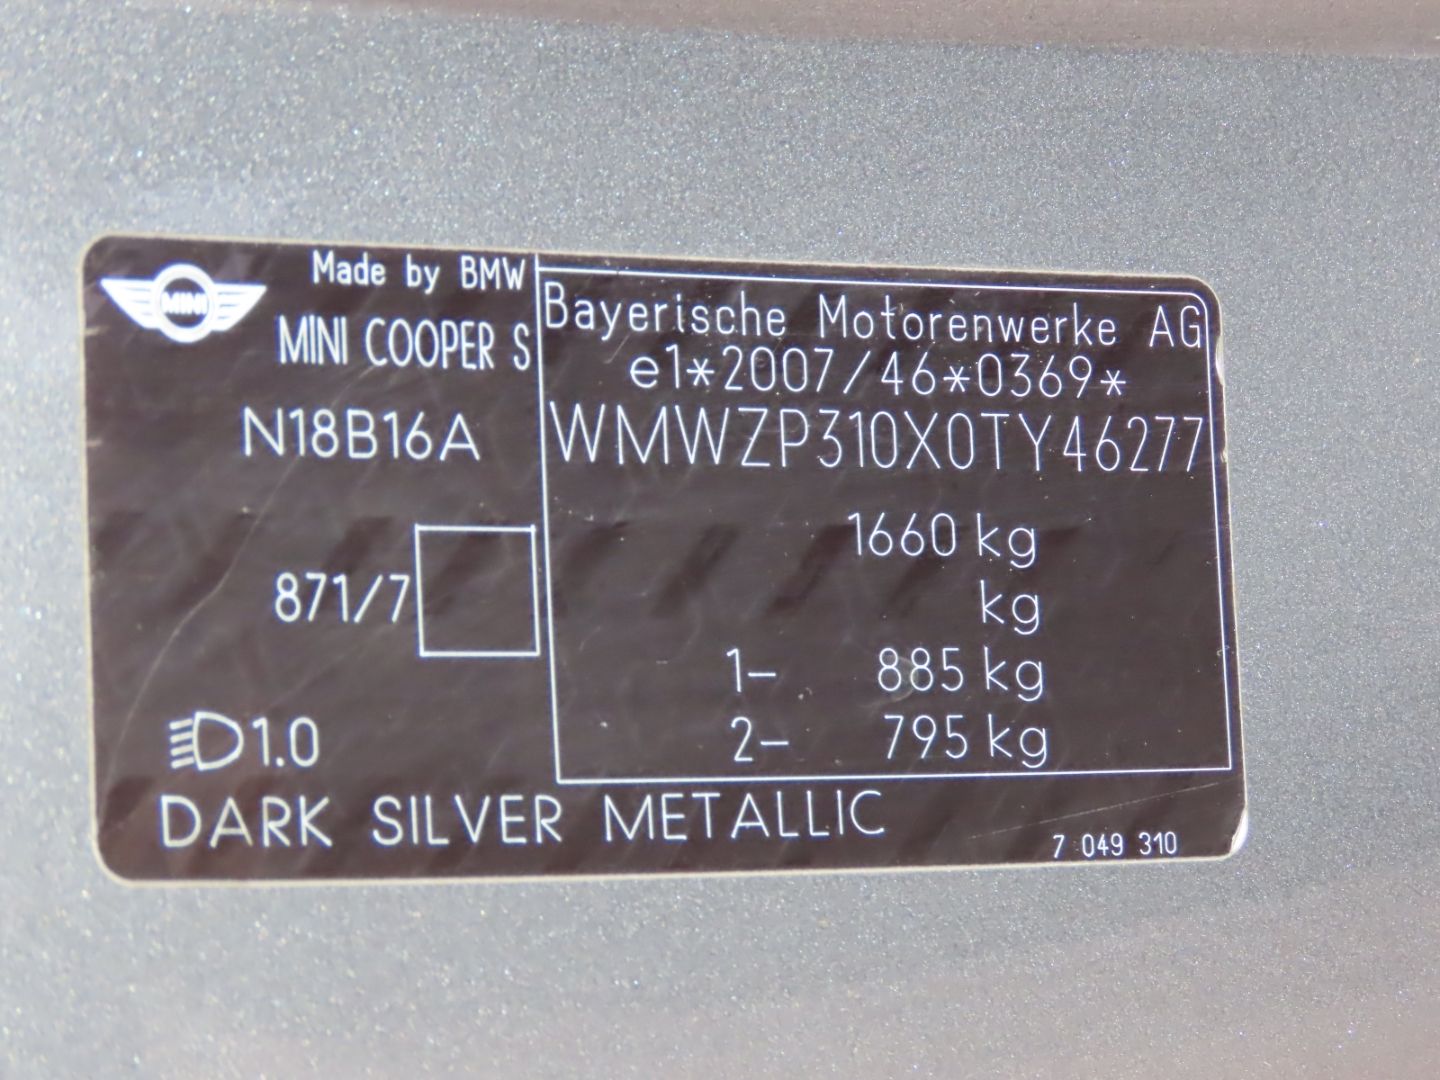 MINI
Made by BMW
MINI COOPER S
N18B16A
871/7
1.0
DARK SILVER METALLIC
Bayerische Motorenwerke AG
e1*2007/46*0369*
WMWZP310X0TY46277
1660 kg
kg
1- 885 kg
2- 795 kg
7 049 310